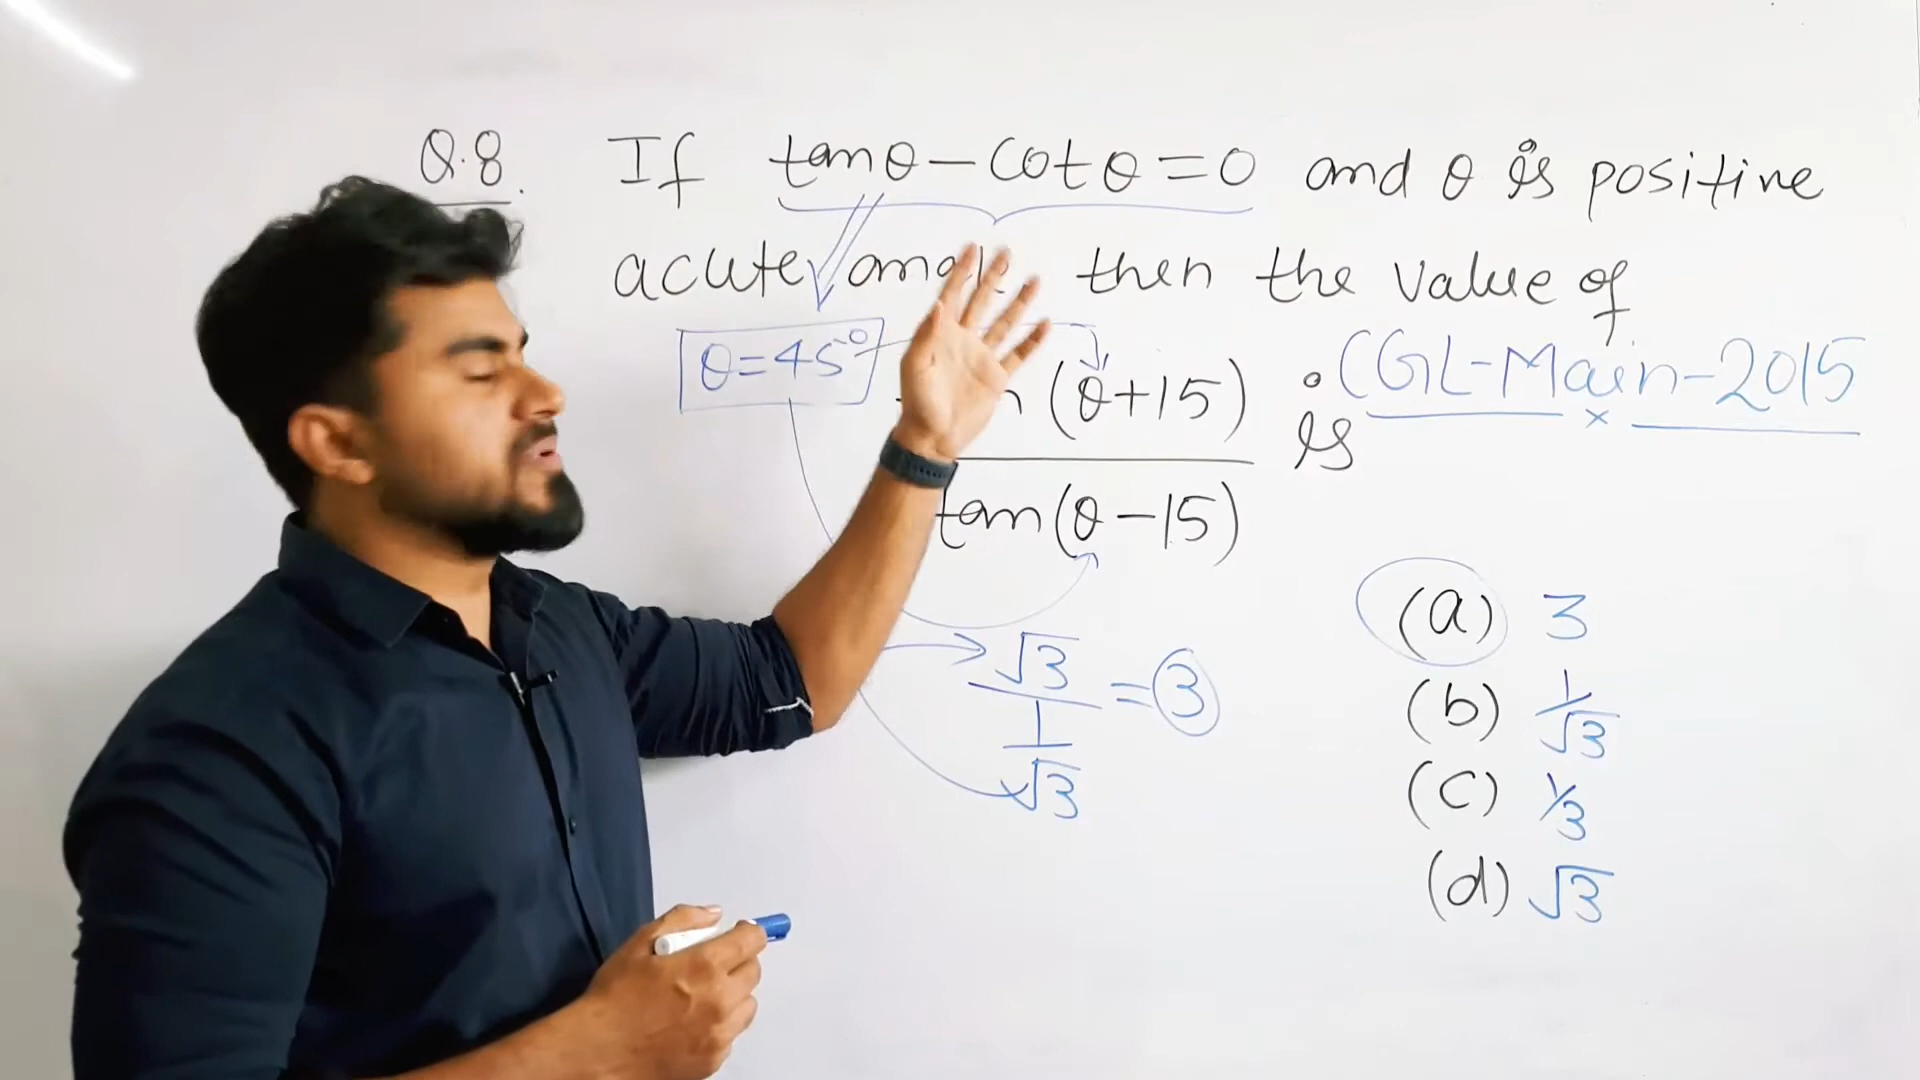 Q.8. If tanθ-cotθ=0 and θ is positive
acute angle then the value of
θ=45° (θ+15) is
tan(θ-15)
• CGL-Main-2015
√3 = 3
1
√3
(a) 3
(b) 1/√3
(c) 1/3
(d) √3